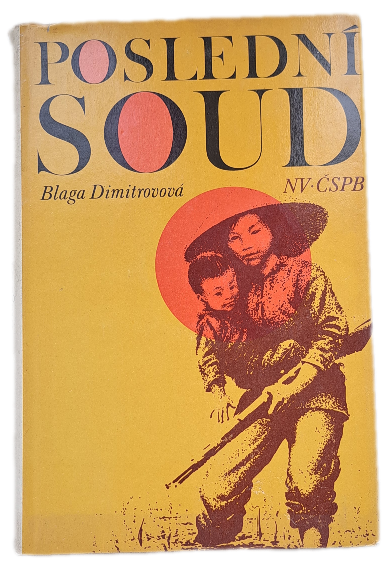 POSLEDNÍ
SOUD
Blaga Dimitrovová
NV·ČSPB